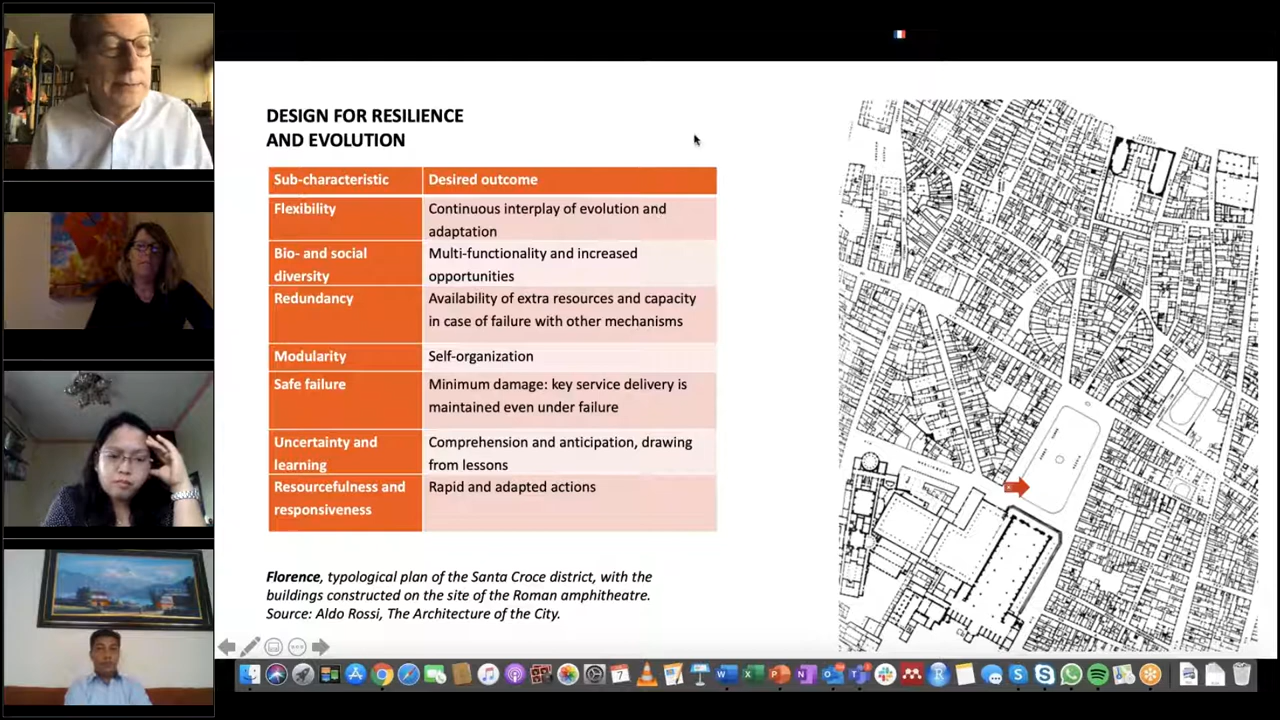 DESIGN FOR RESILIENCE
AND EVOLUTION
Sub-characteristic
Desired outcome
Flexibility
Continuous interplay of evolution and
adaptation
Bio- and social
diversity
Multi-functionality and increased
opportunities
Redundancy
Availability of extra resources and capacity
in case of failure with other mechanisms
Modularity
Self-organization
Safe failure
Minimum damage: key service delivery is
maintained even under failure
Uncertainty and
learning
Comprehension and anticipation, drawing
from lessons
Resourcefulness and
responsiveness
Rapid and adapted actions
Florence, typological plan of the Santa Croce district, with the
buildings constructed on the site of the Roman amphitheatre.
Source: Aldo Rossi, The Architecture of the City.
7